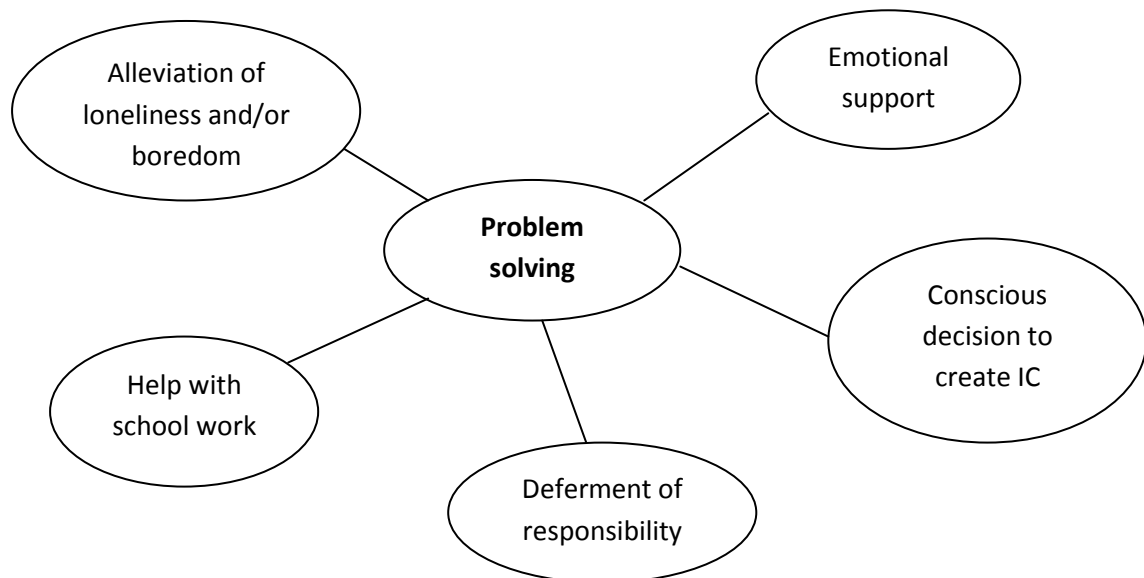 Alleviation of
loneliness and/or
boredom
Emotional
support
Problem
solving
Conscious
decision to
create IC
Help with
school work
Deferment of
responsibility